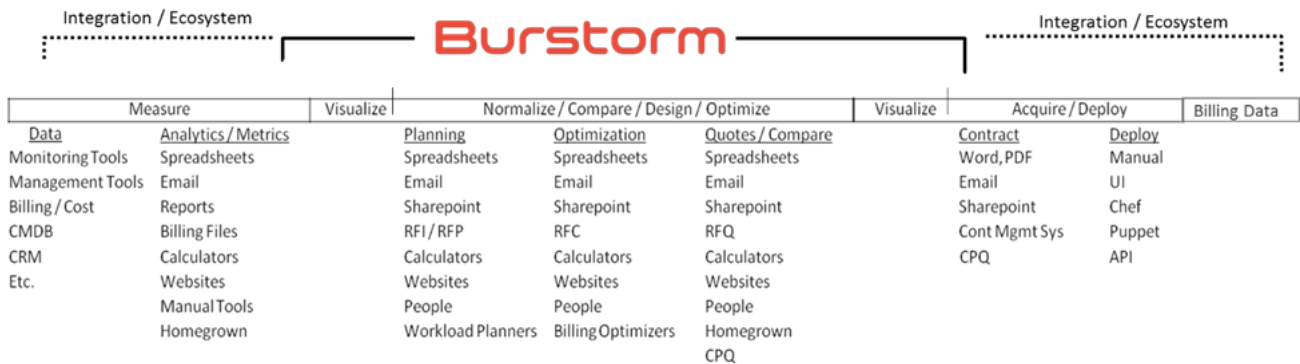 Integration / Ecosystem
Burstorm
Integration / Ecosystem
Measure
Visualize
Normalize / Compare / Design / Optimize
Visualize
Acquire / Deploy
Billing Data
Data
Monitoring Tools
Management Tools
Billing / Cost
CMDB
CRM
Etc.
Analytics / Metrics
Spreadsheets
Email
Reports
Billing Files
Calculators
Websites
Manual Tools
Homegrown
Planning
Spreadsheets
Email
Sharepoint
RFI / RFP
Calculators
Websites
People
Workload Planners
Optimization
Spreadsheets
Email
Sharepoint
RFC
Calculators
Websites
People
Billing Optimizers
Quotes / Compare
Spreadsheets
Email
Sharepoint
RFQ
Calculators
Websites
People
Homegrown
CPQ
Contract
Word, PDF
Email
Sharepoint
Cont Mgmt Sys
CPQ
Deploy
Manual
UI
Chef
Puppet
API